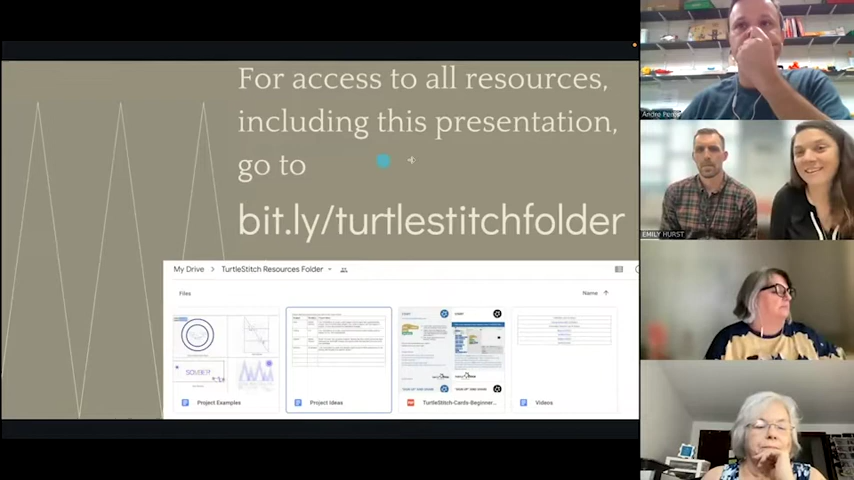 For access to all resources,
including this presentation,
go to
bit.ly/turtlestitchfolder
My Drive > TurtleStitch Resources Folder
Files
Name
SOLBER?
Project Examples
Project Ideas
TurtleStitch-Cards-Beginner...
Videos
EMILY HURST